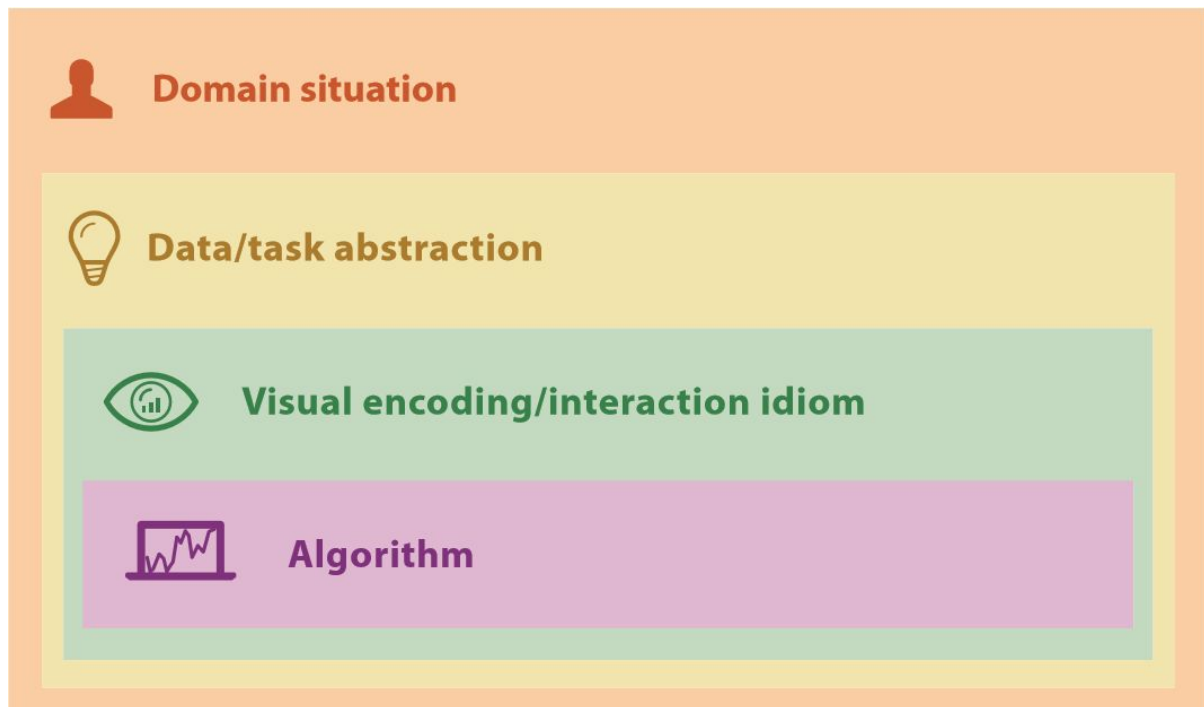 Domain situation
Data/task abstraction
Visual encoding/interaction idiom
Algorithm